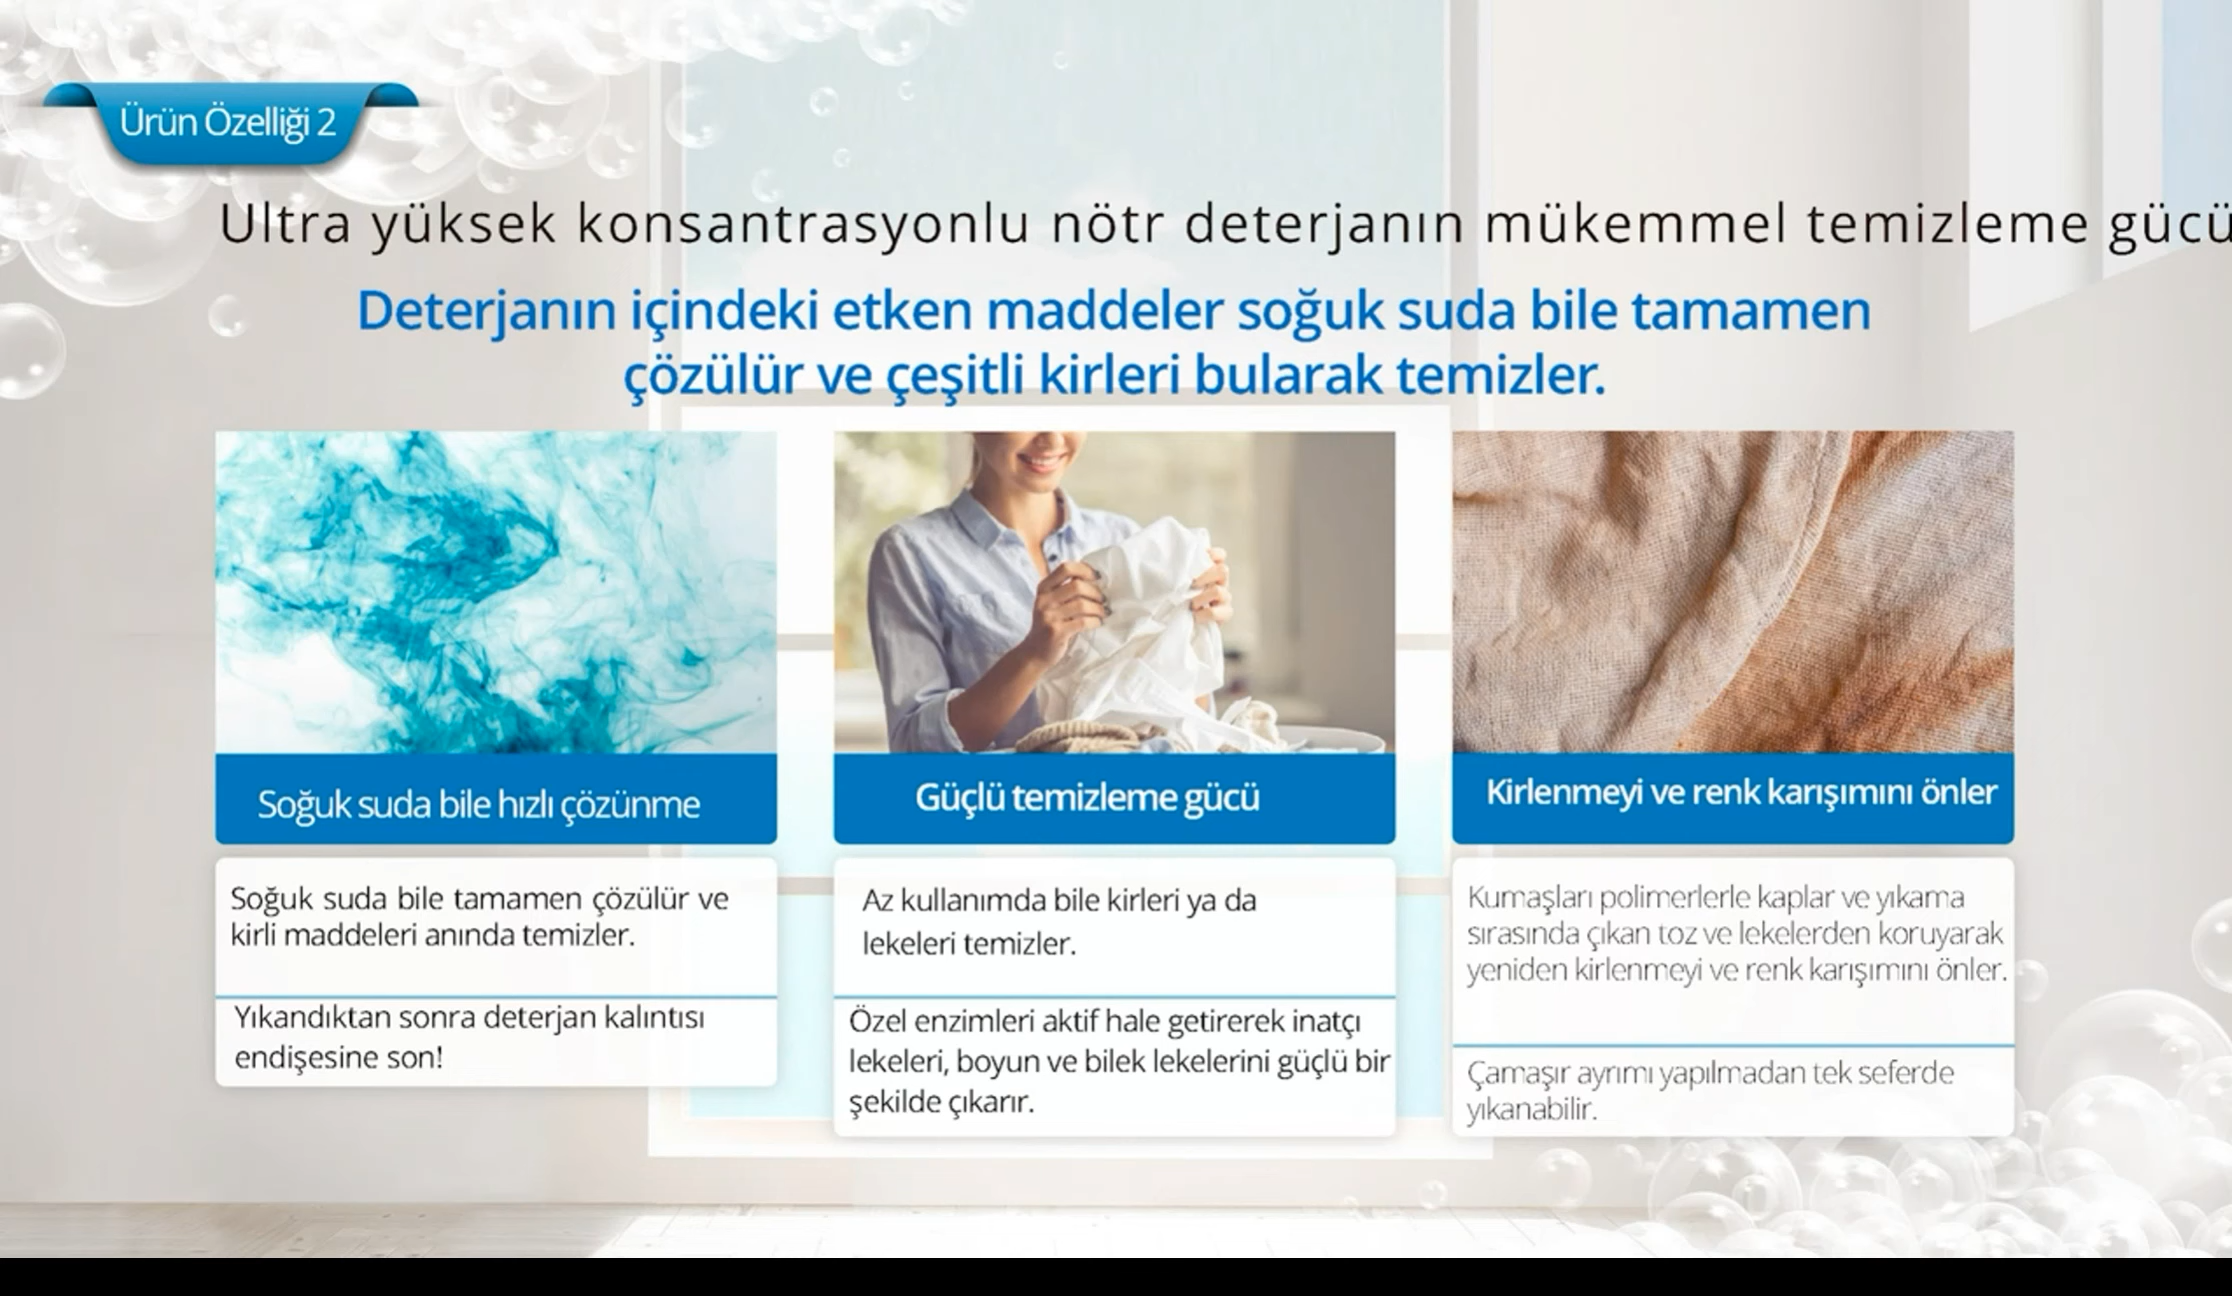 Ürün Özelliği 2
Ultra yüksek konsantrasyonlu nötr deterjanın mükemmel temizleme gücü
Deterjanın içindeki etken maddeler soğuk suda bile tamamen
çözülür ve çeşitli kirleri bularak temizler.
Soğuk suda bile hızlı çözünme
Soğuk suda bile tamamen çözülür ve
kirli maddeleri anında temizler.
Yıkandıktan sonra deterjan kalıntısı
endişesine son!
Güçlü temizleme gücü
Az kullanımda bile kirleri ya da
lekeleri temizler.
Özel enzimleri aktif hale getirerek inatçı
lekeleri, boyun ve bilek lekelerini güçlü bir
şekilde çıkarır.
Kirlenmeyi ve renk karışımını önler
Kumaşları polimerlerle kaplar ve yıkama
sırasında çıkan toz ve lekelerden koruyarak
yeniden kirlenmeyi ve renk karışımını önler.
Çamaşır ayrımı yapılmadan tek seferde
yıkanabilir.